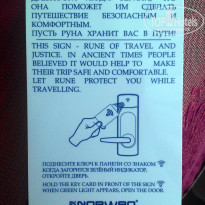 ОНА ПОМОЖЕТ ИМ СДЕЛАТЬ
ПУТЕШЕСТВИЕ БЕЗОПАСНЫМ И
КОМФОРТНЫМ.
ПУСТЬ РУНА ХРАНИТ ВАС В ПУТИ!
THIS SIGN - RUNE OF TRAVEL AND
JUSTICE. IN ANCIENT TIMES PEOPLE
BELIEVED IT WOULD HELP TO MAKE
THEIR TRIP SAFE AND COMFORTABLE.
LET RUNE PROTECT YOU WHILE
TRAVELLING.
ПОДНЕСИТЕ КЛЮЧ К ПАНЕЛИ СО ЗНАКОМ
КОГДА ЗАГОРИТСЯ ЗЕЛЁНЫЙ ИНДИКАТОР,
ОТКРОЙТЕ ДВЕРЬ.
HOLD THE KEY CARD IN FRONT OF THE SIGN
WHEN GREEN LIGHT APPEARS, OPEN THE DOOR.